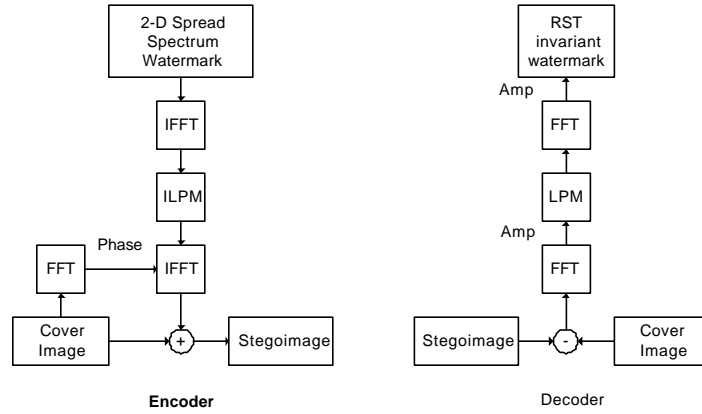 2-D Spread
Spectrum
Watermark
IFFT
ILPM
Phase
FFT
IFFT
Cover
Image
+
Stegoimage
Encoder
RST
invariant
watermark
Amp
FFT
LPM
Amp
FFT
Stegoimage
-
Cover
Image
Decoder